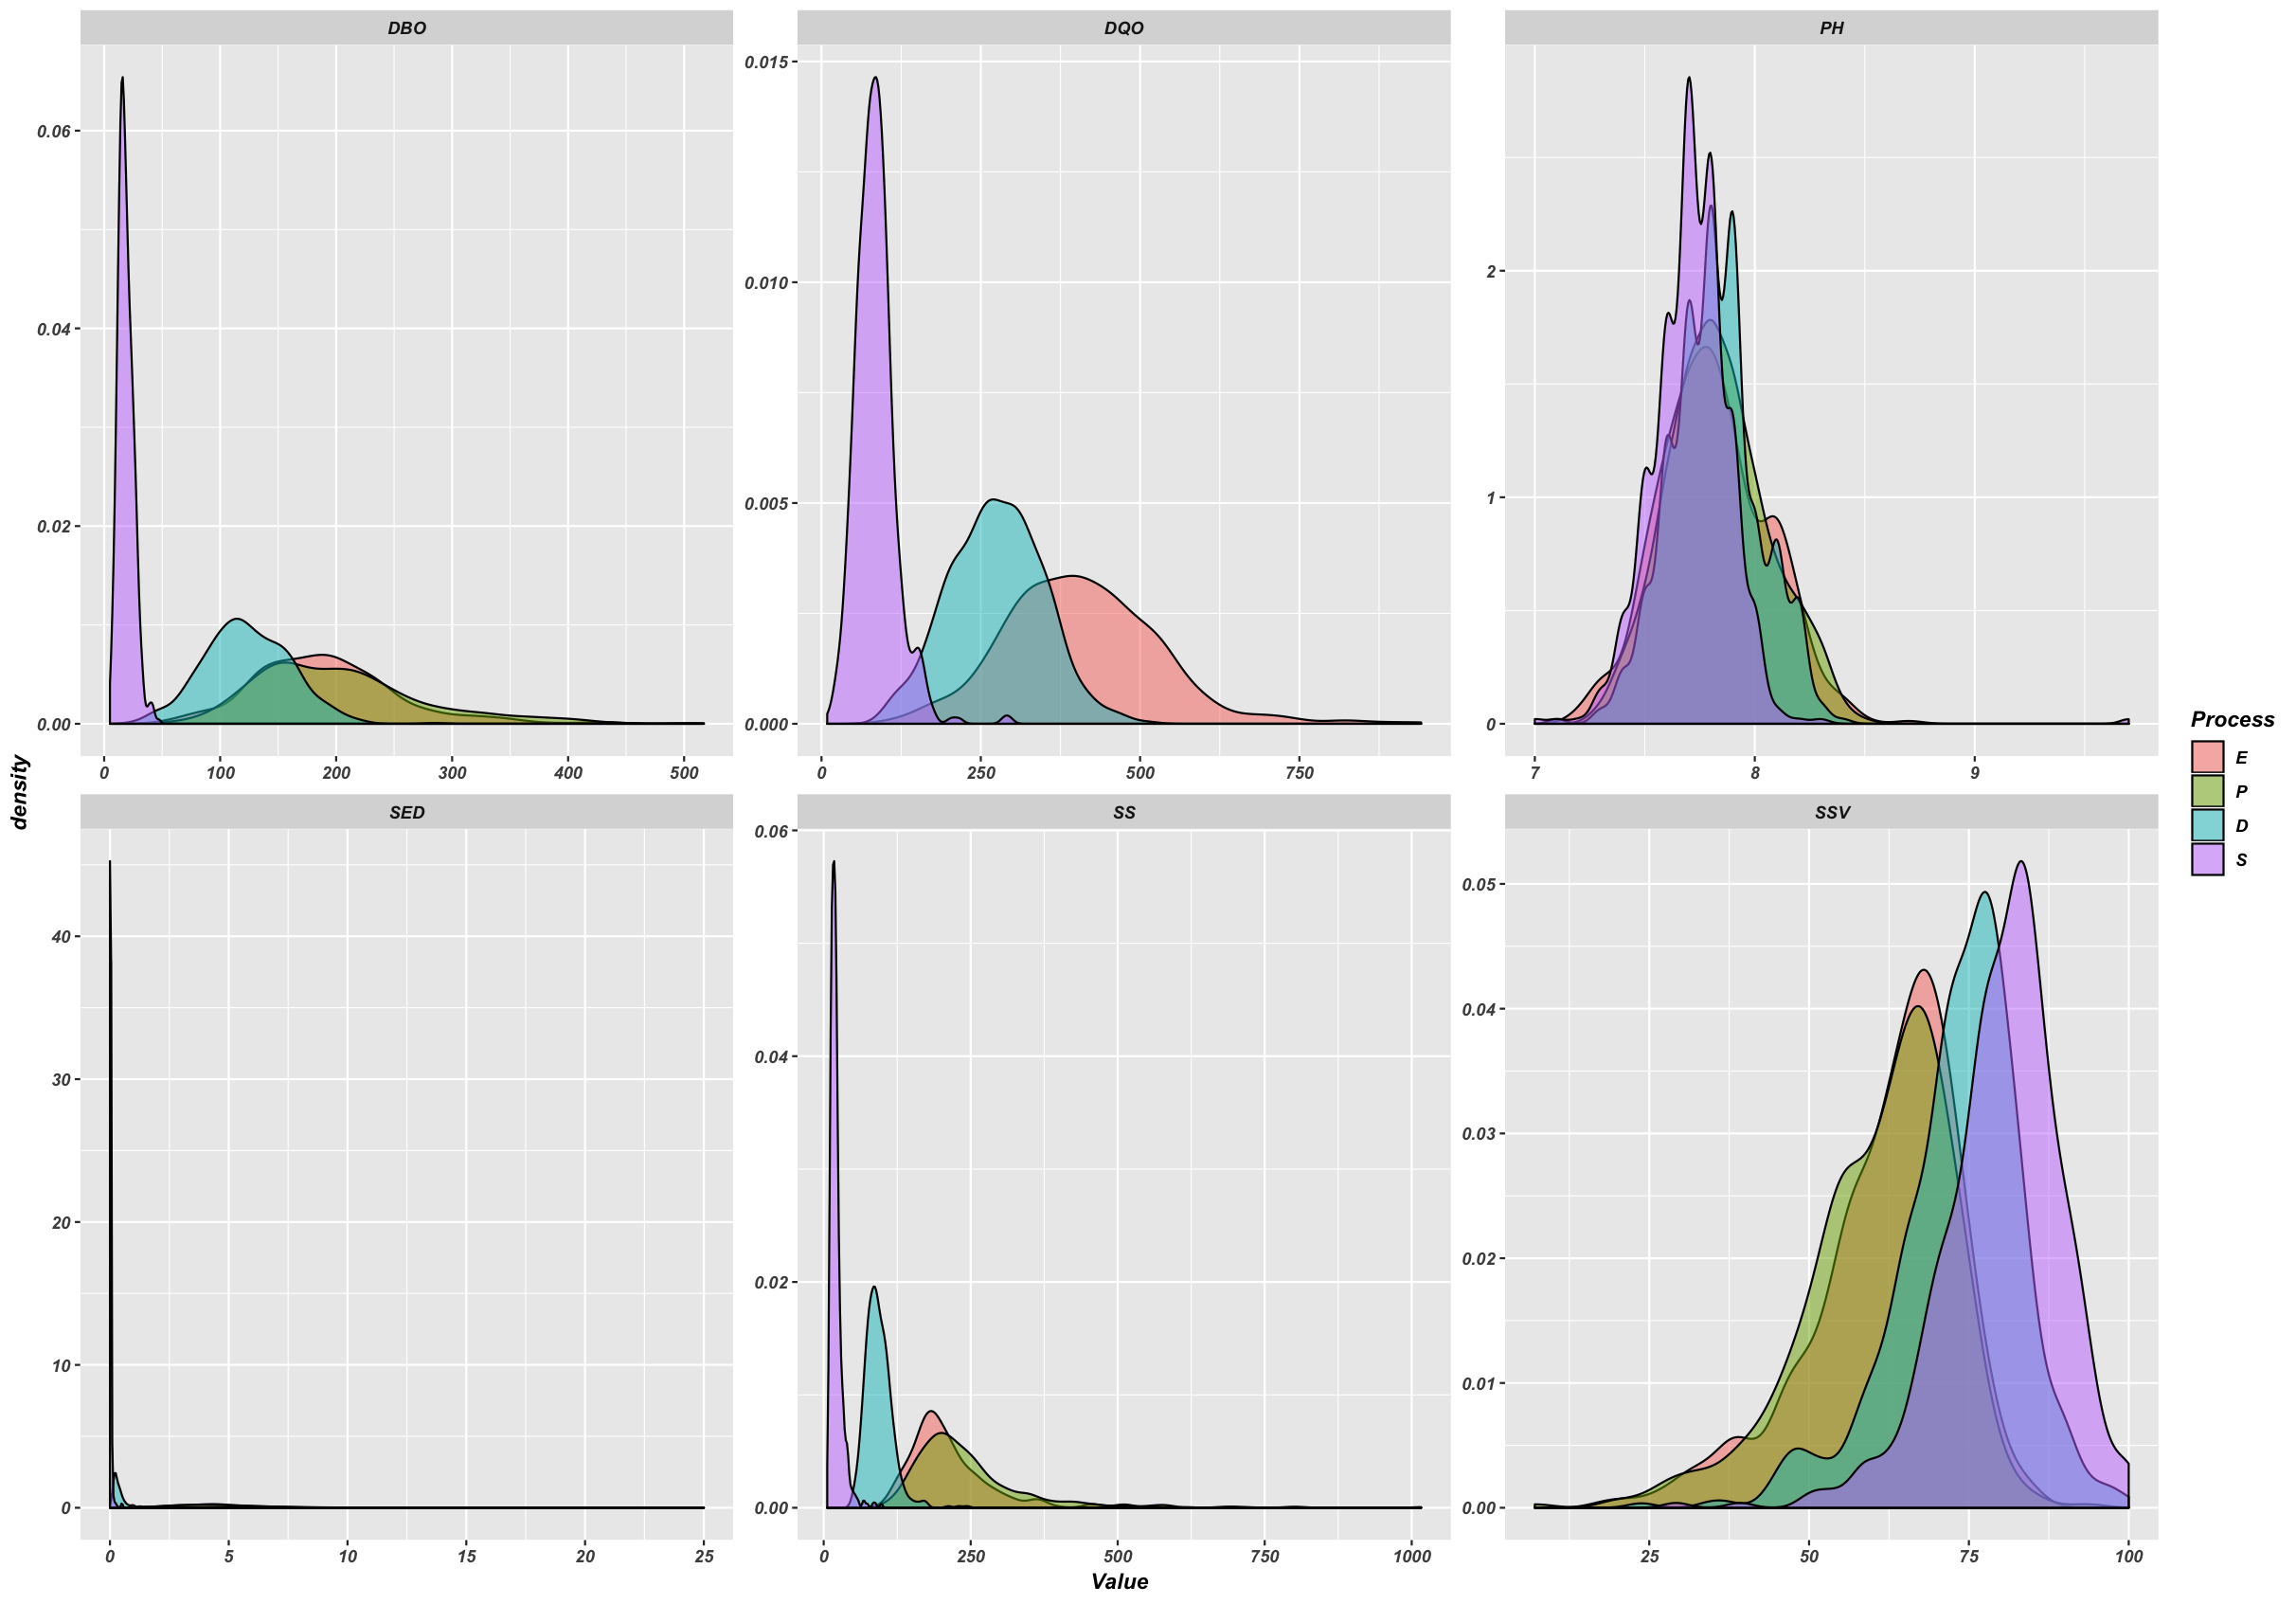 DBO
DQO
PH
0.06
0.04
0.02
0.00
0.015
0.010
0.005
0.000
2
1
0
0 100 200 300 400 500
0 250 500 750
7 8 9
density
SED
SS
SSV
40
30
20
10
0
0.06
0.04
0.02
0.00
0.05
0.04
0.03
0.02
0.01
0.00
0 5 10 15 20 25
0 250 500 750 1000
25 50 75 100
Value
Process
E
P
D
S